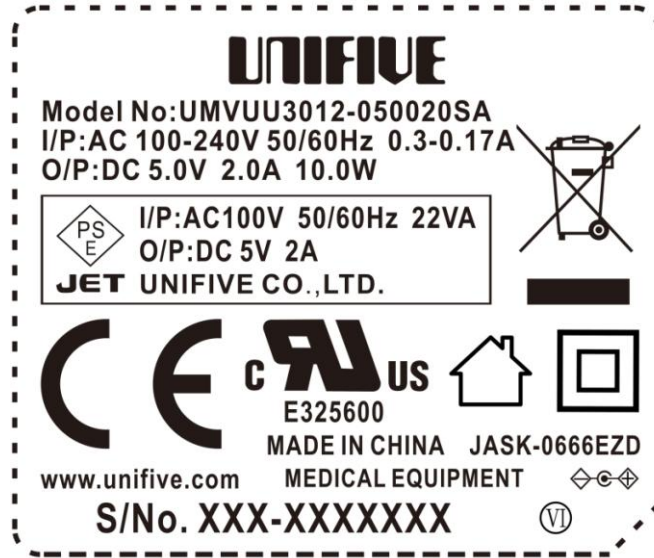 UNIFIVE
Model No:UMVUU3012-050020SA
I/P:AC 100-240V 50/60Hz 0.3-0.17A
O/P:DC 5.0V 2.0A 10.0W
PS
E
I/P:AC100V 50/60Hz 22VA
O/P:DC 5V 2A
JET UNIFIVE CO.,LTD.
CE
c RU US
E325600
MADE IN CHINA JASK-0666EZD
www.unifive.com MEDICAL EQUIPMENT
S/No. XXX-XXXXXXX
VI